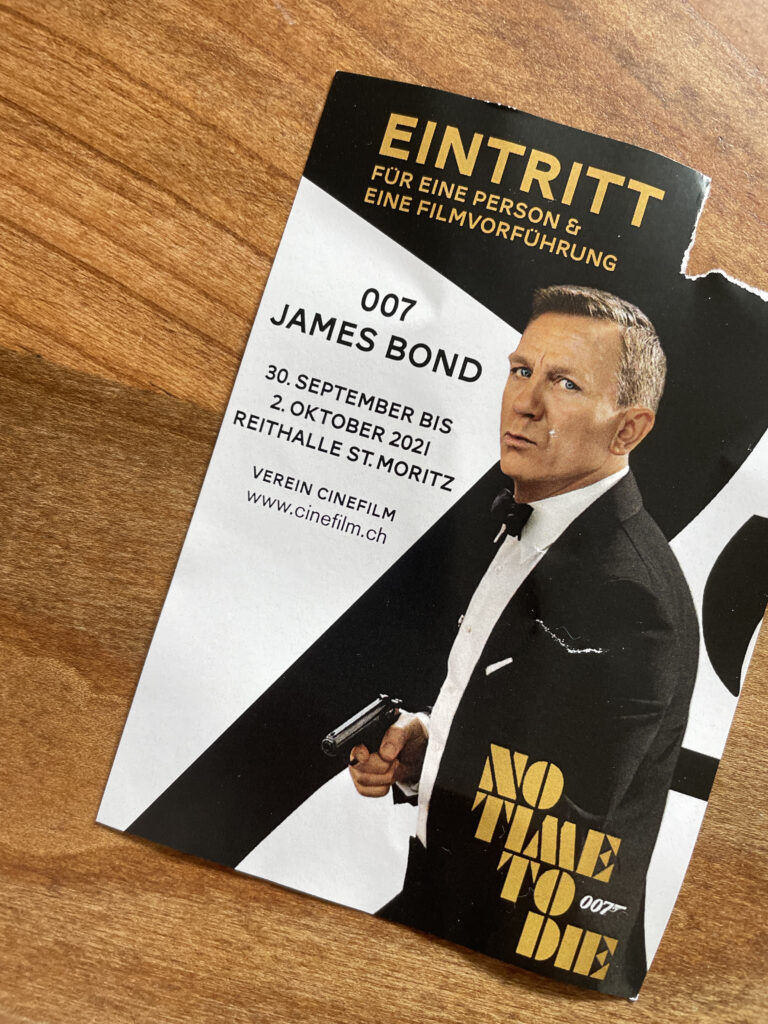 EINTRITT
FÜR EINE PERSON &
EINE FILMVORFÜHRUNG
007
JAMES BOND
30. SEPTEMBER BIS
2. OKTOBER 2021
REITHALLE ST. MORITZ
VEREIN CINEFILM
www.cinefilm.ch
NO
TIME
TO
DIE
007